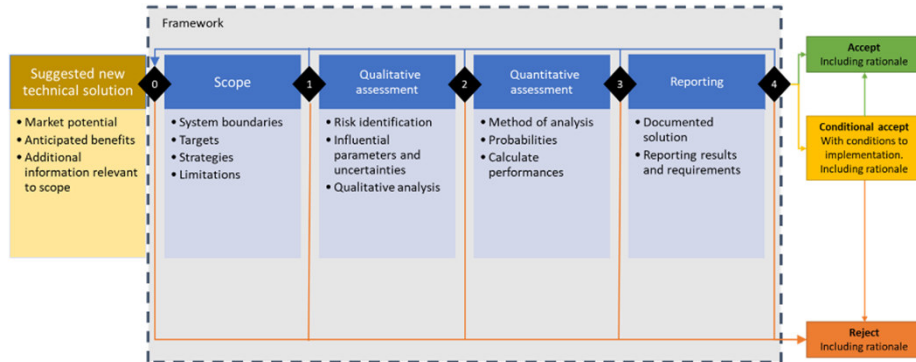 Framework
Suggested new
technical solution
• Market potential
• Anticipated benefits
• Additional
information relevant
to scope
0
Scope
• System boundaries
• Targets
• Strategies
• Limitations
1
Qualitative
assessment
• Risk identification
• Influential
parameters and
uncertainties
• Qualitative analysis
2
Quantitative
assessment
• Method of analysis
• Probabilities
• Calculate
performances
3
Reporting
• Documented
solution
• Reporting results
and requirements
4
Accept
Including rationale
Conditional accept
With conditions to
implementation.
Including rationale
Reject
Including rationale